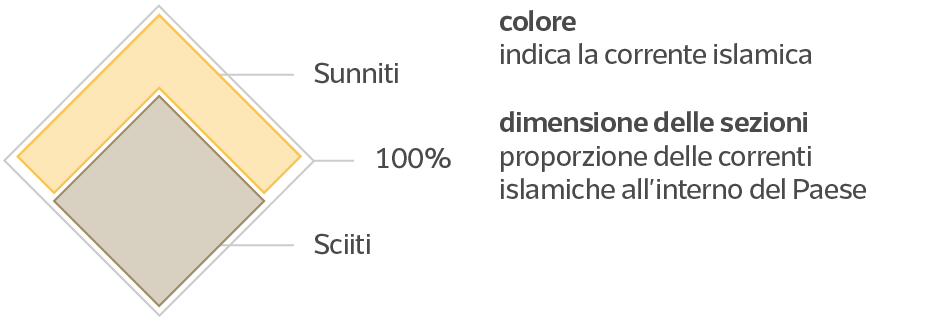 colore
indica la corrente islamica
Sunniti
dimensione delle sezioni
100%
proporzione delle correnti
islamiche all'interno del Paese
Sciiti